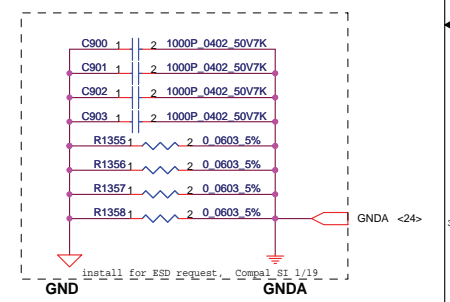 C900 1 2 1000P_0402_50V7K
C901 1 2 1000P_0402_50V7K
C902 1 2 1000P_0402_50V7K
C903 1 2 1000P_0402_50V7K
R1355 1 2 0_0603_5%
R1356 1 2 0_0603_5%
R1357 1 2 0_0603_5%
R1358 1 2 0_0603_5%
GNDA <24>
3
install for ESD request, Compal SI 1/19
GND GNDA